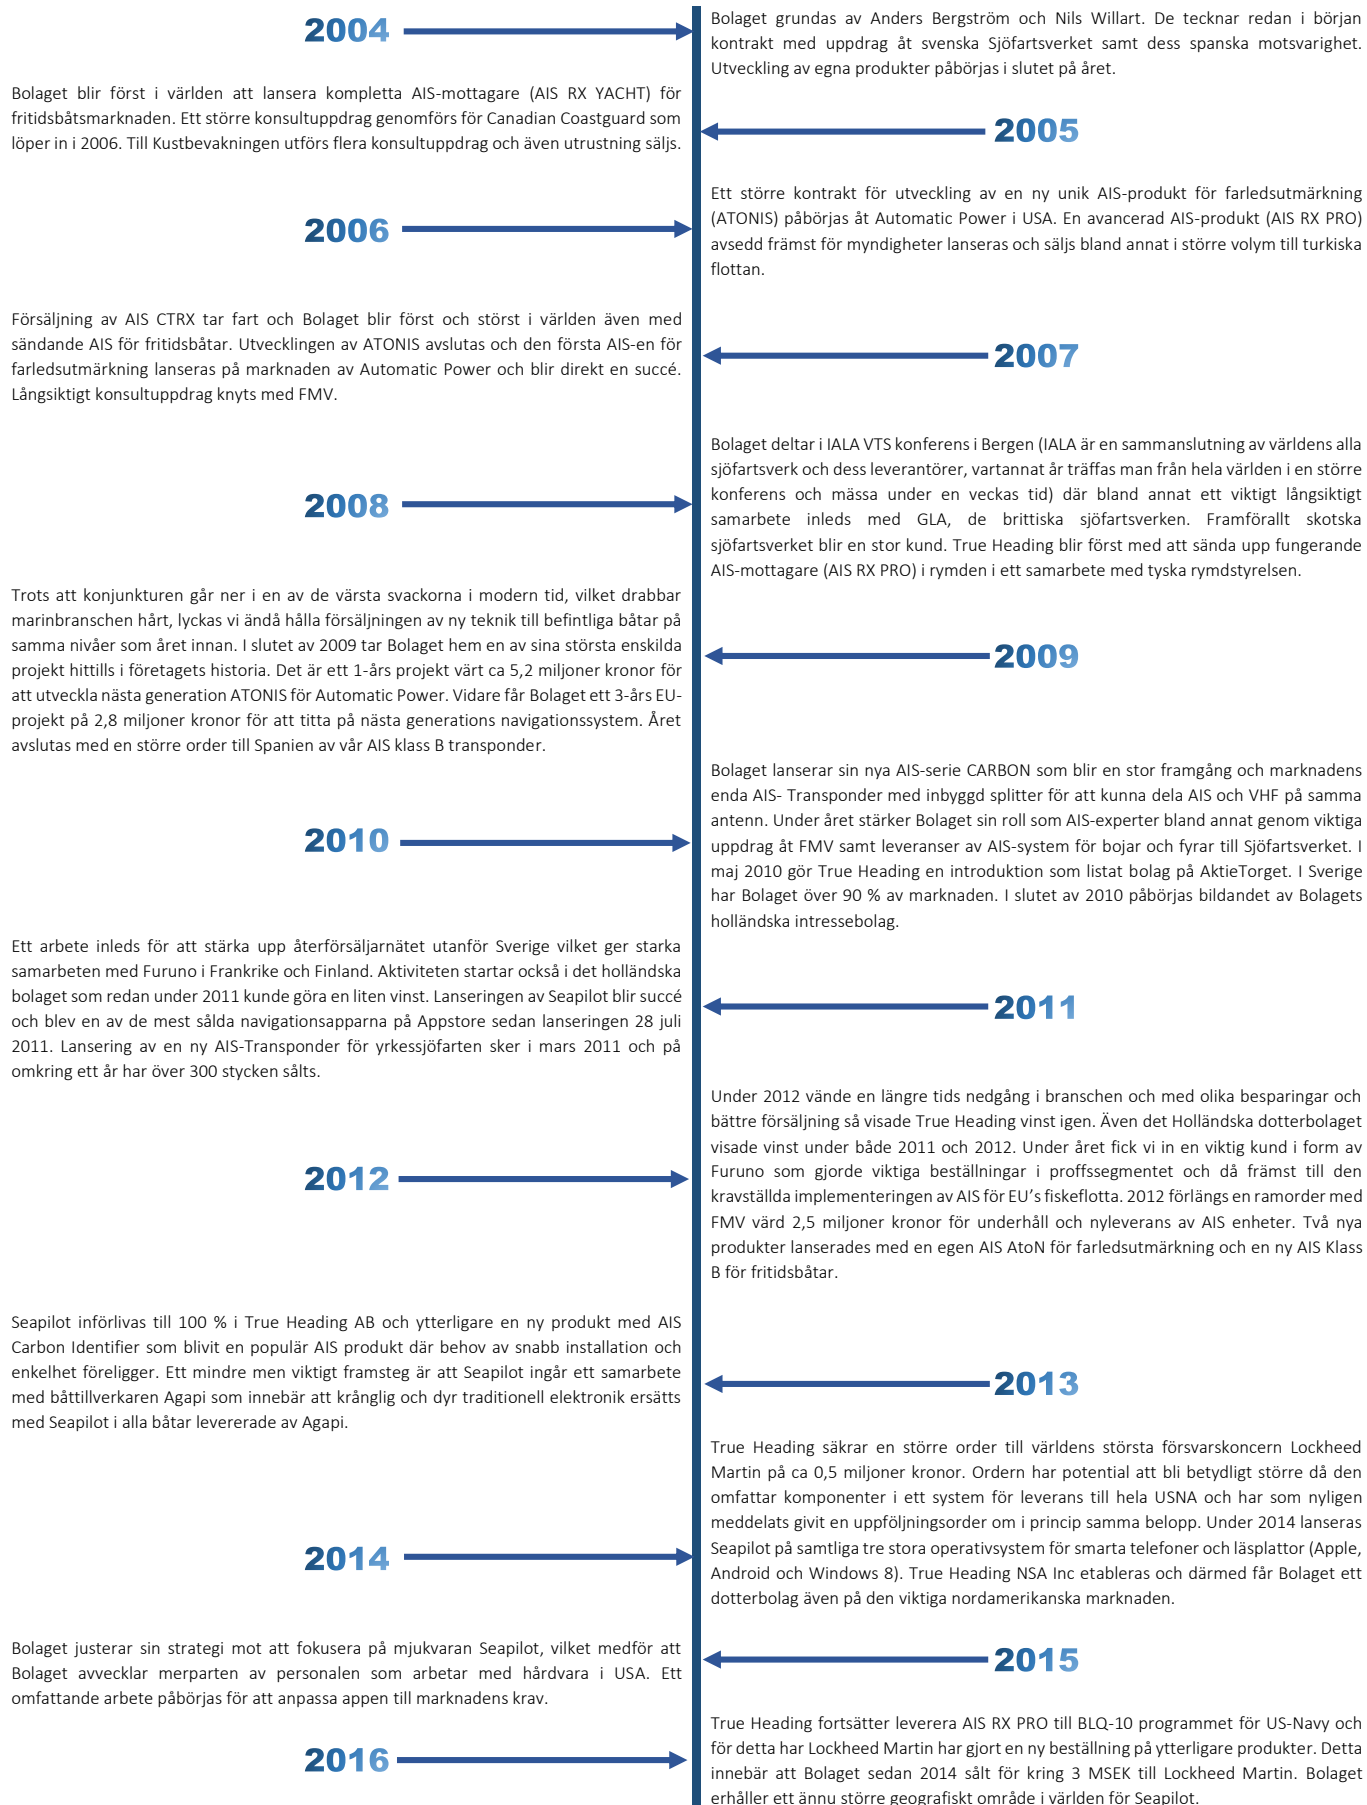 2004
Bolaget grundas av Anders Bergström och Nils Willart. De tecknar redan i början
kontrakt med uppdrag åt svenska Sjöfartsverket samt dess spanska motsvarighet.
Utveckling av egna produkter påbörjas i slutet på året.
Bolaget blir först i världen att lansera kompletta AIS-mottagare (AIS RX YACHT) för
fritidsbåtsmarknaden. Ett större konsultuppdrag genomförs för Canadian Coastguard som
löper in i 2006. Till Kustbevakningen utförs flera konsultuppdrag och även utrustning säljs.
2005
2006
Ett större kontrakt för utveckling av en ny unik AIS-produkt för farledsutmärkning
(ATONIS) påbörjas åt Automatic Power i USA. En avancerad AIS-produkt (AIS RX PRO)
avsedd främst för myndigheter lanseras och säljs bland annat i större volym till turkiska
flottan.
Försäljning av AIS CTRX tar fart och Bolaget blir först och störst i världen även med
sändande AIS för fritidsbåtar. Utvecklingen av ATONIS avslutas och den första AIS-en för
farledsutmärkning lanseras på marknaden av Automatic Power och blir direkt en succé.
Långsiktigt konsultuppdrag knyts med FMV.
2007
2008
Bolaget deltar i IALA VTS konferens i Bergen (IALA är en sammanslutning av världens alla
sjöfartsverk och dess leverantörer, vartannat år träffas man från hela världen i en större
konferens och mässa under en veckas tid) där bland annat ett viktigt långsiktigt
samarbete inleds med GLA, de brittiska sjöfartsverken. Framförallt skotska
sjöfartsverket blir en stor kund. True Heading blir först med att sända upp fungerande
AIS-mottagare (AIS RX PRO) i rymden i ett samarbete med tyska rymdstyrelsen.
Trots att konjunkturen går ner i en av de värsta svackorna i modern tid, vilket drabbar
marinbranschen hårt, lyckas vi ändå hålla försäljningen av ny teknik till befintliga båtar på
samma nivåer som året innan. I slutet av 2009 tar Bolaget hem en av sina största enskilda
projekt hittills i företagets historia. Det är ett 1-års projekt värt ca 5,2 miljoner kronor för
att utveckla nästa generation ATONIS för Automatic Power. Vidare får Bolaget ett 3-års EU-
projekt på 2,8 miljoner kronor för att titta på nästa generations navigationssystem. Året
avslutas med en större order till Spanien av vår AIS klass B transponder.
2009
2010
Bolaget lanserar sin nya AIS-serie CARBON som blir en stor framgång och marknadens
enda AIS- Transponder med inbyggd splitter för att kunna dela AIS och VHF på samma
antenn. Under året stärker Bolaget sin roll som AIS-experter bland annat genom viktiga
uppdrag åt FMV samt leveranser av AIS-system för bojar och fyrar till Sjöfartsverket. I
maj 2010 gör True Heading en introduktion som listat bolag på AktieTorget. I Sverige
har Bolaget över 90 % av marknaden. I slutet av 2010 påbörjas bildandet av Bolagets
holländska intressebolag.
Ett arbete inleds för att stärka upp återförsäljarnätet utanför Sverige vilket ger starka
samarbeten med Furuno i Frankrike och Finland. Aktiviteten startar också i det holländska
bolaget som redan under 2011 kunde göra en liten vinst. Lanseringen av Seapilot blir succé
och blev en av de mest sålda navigationsapparna på Appstore sedan lanseringen 28 juli
2011. Lansering av en ny AIS-Transponder för yrkessjöfarten sker i mars 2011 och på
omkring ett år har över 300 stycken sålts.
2011
2012
Under 2012 vände en längre tids nedgång i branschen och med olika besparingar och
bättre försäljning så visade True Heading vinst igen. Även det Holländska dotterbolaget
visade vinst under både 2011 och 2012. Under året fick vi in en viktig kund i form av
Furuno som gjorde viktiga beställningar i proffssegmentet och då främst till den
kravställda implementeringen av AIS för EU's fiskeflotta. 2012 förlängs en ramorder med
FMV värd 2,5 miljoner kronor för underhåll och nyleverans av AIS enheter. Två nya
produkter lanserades med en egen AIS AtoN för farledsutmärkning och en ny AIS Klass
B för fritidsbåtar.
Seapilot införlivas till 100 % i True Heading AB och ytterligare en ny produkt med AIS
Carbon Identifier som blivit en populär AIS produkt där behov av snabb installation och
enkelhet föreligger. Ett mindre men viktigt framsteg är att Seapilot ingår ett samarbete
med båttillverkaren Agapi som innebär att krånglig och dyr traditionell elektronik ersätts
med Seapilot i alla båtar levererade av Agapi.
2013
2014
True Heading säkrar en större order till världens största försvarskoncern Lockheed
Martin på ca 0,5 miljoner kronor. Ordern har potential att bli betydligt större då den
omfattar komponenter i ett system för leverans till hela USNA och har som nyligen
meddelats givit en uppföljningsorder om i princip samma belopp. Under 2014 lanseras
Seapilot på samtliga tre stora operativsystem för smarta telefoner och läsplattor (Apple,
Android och Windows 8). True Heading NSA Inc etableras och därmed får Bolaget ett
dotterbolag även på den viktiga nordamerikanska marknaden.
Bolaget justerar sin strategi mot att fokusera på mjukvaran Seapilot, vilket medför att
Bolaget avvecklar merparten av personalen som arbetar med hårdvara i USA. Ett
omfattande arbete påbörjas för att anpassa appen till marknadens krav.
2015
2016
True Heading fortsätter leverera AIS RX PRO till BLQ-10 programmet för US-Navy och
för detta har Lockheed Martin har gjort en ny beställning på ytterligare produkter. Detta
innebär att Bolaget sedan 2014 sålt för kring 3 MSEK till Lockheed Martin. Bolaget
erhåller ett ännu större geografiskt område i världen för Seapilot.